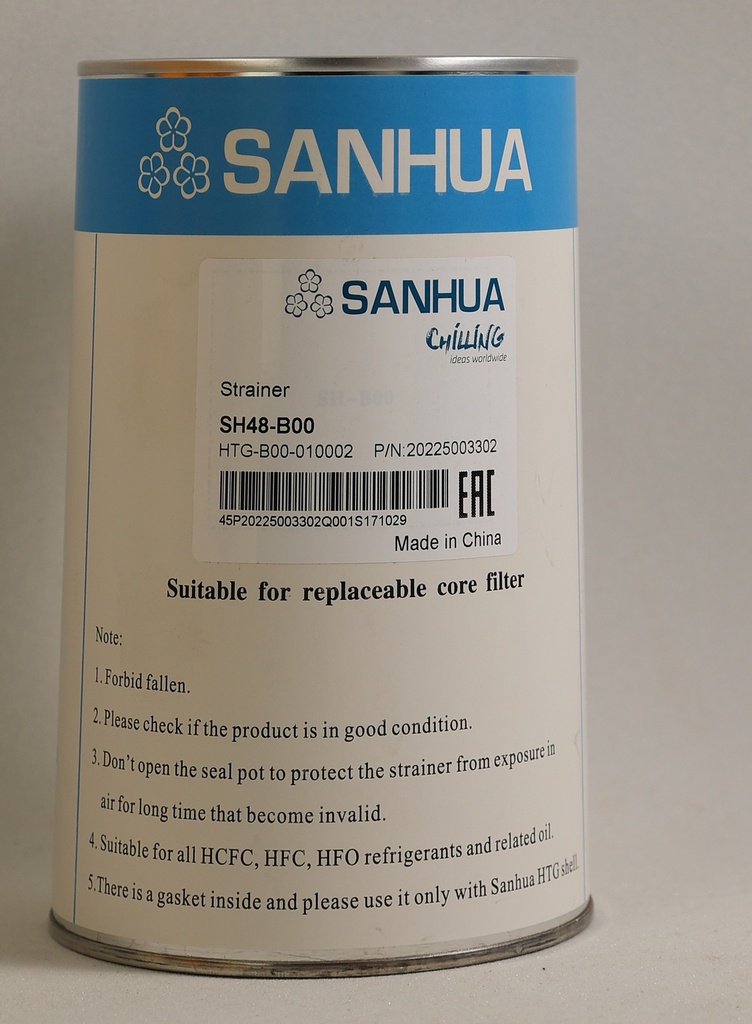 SANHUA
SANHUA
CHiLLiNG
ideas worldwide
Strainer
SH-B00
SH48-B00
HTG-B00-010002 P/N:20225003302
EAC
45P20225003302Q001S171029
Made in China
Suitable for replaceable core filter
Note:
1. Forbid fallen.
2. Please check if the product is in good condition.
3. Don't open the seal pot to protect the strainer from exposure in
air for long time that become invalid.
4. Suitable for all HCFC, HFC, HFO refrigerants and related oil.
5.There is a gasket inside and please use it only with Sanhua HTG shell.